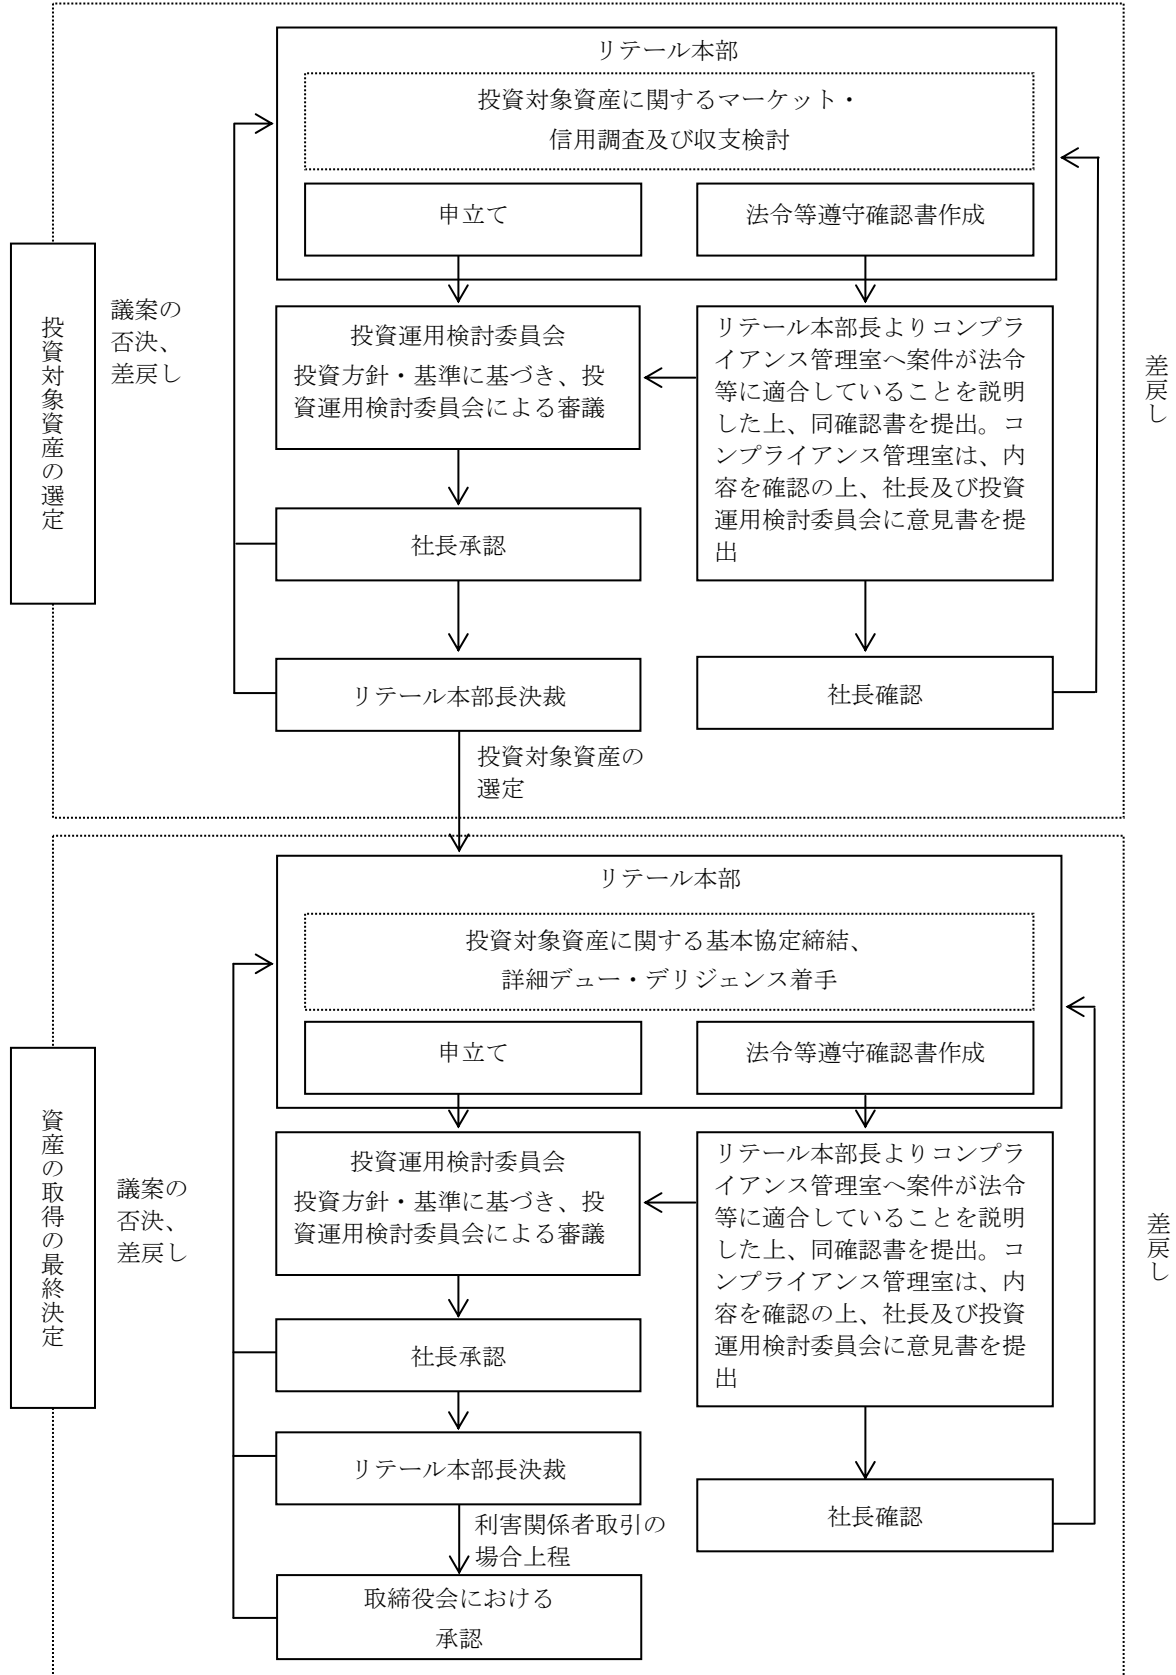 リテール本部
投資対象資産に関するマーケット・
信用調査及び収支検討
申立て
法令等遵守確認書作成
投資対象資産の選定
議案の
否決、
差戻し
投資運用検討委員会
投資方針・基準に基づき、投
資運用検討委員会による審議
リテール本部長よりコンプラ
イアンス管理室へ案件が法令
等に適合していることを説明
した上、同確認書を提出。コ
ンプライアンス管理室は、内
容を確認の上、社長及び投資
運用検討委員会に意見書を提
出
差戻し
社長承認
リテール本部長決裁
社長確認
投資対象資産の
選定
リテール本部
投資対象資産に関する基本協定締結、
詳細デュー・デリジェンス着手
申立て
法令等遵守確認書作成
資産の取得の最終決定
議案の
否決、
差戻し
投資運用検討委員会
投資方針・基準に基づき、投
資運用検討委員会による審議
リテール本部長よりコンプラ
イアンス管理室へ案件が法令
等に適合していることを説明
した上、同確認書を提出。コ
ンプライアンス管理室は、内
容を確認の上、社長及び投資
運用検討委員会に意見書を提
出
差戻し
社長承認
リテール本部長決裁
社長確認
利害関係者取引の
場合上程
取締役会における
承認